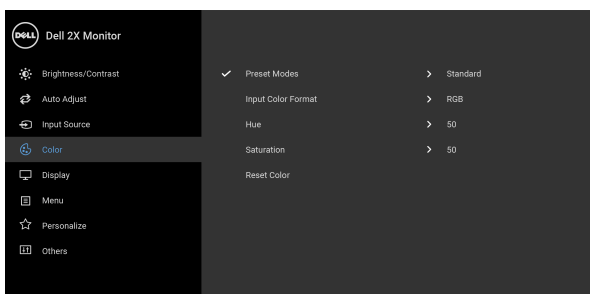 DELL Dell 2X Monitor
Brightness/Contrast
Auto Adjust
Input Source
Color
Display
Menu
Personalize
Others
Preset Modes > Standard
Input Color Format > RGB
Hue > 50
Saturation > 50
Reset Color